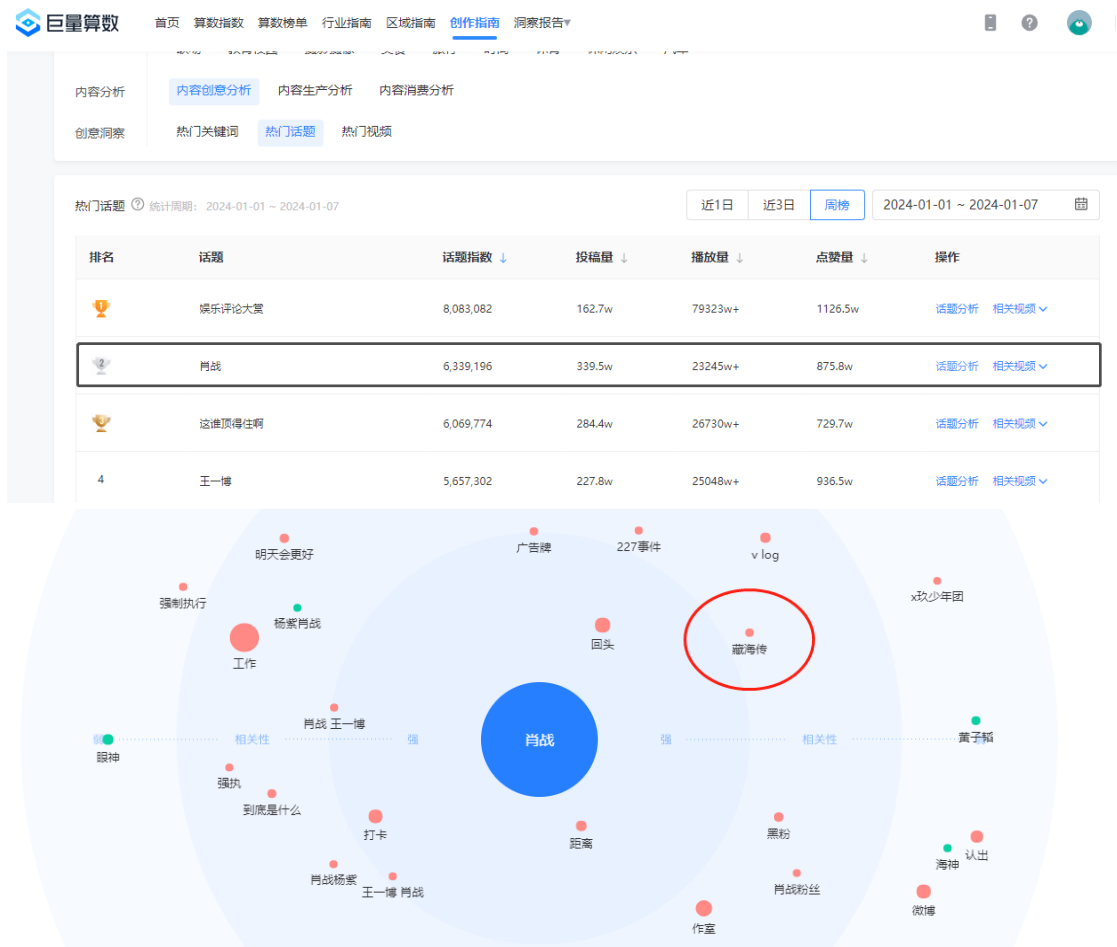 巨量算数 首页 算数指数 算数榜单 行业指南 区域指南 创作指南 洞察报告
内容分析 内容创意分析 内容生产分析 内容消费分析
创意洞察 热门关键词 热门话题 热门视频
热门话题 统计周期: 2024-01-01 ~ 2024-01-07 近1日 近3日 周榜 2024-01-01 ~ 2024-01-07
排名 话题 话题指数 投稿量 播放量 点赞量 操作
1 娱乐评论大赏 8,083,082 162.7w 79323w+ 1126.5w 话题分析 相关视频
2 肖战 6,339,196 339.5w 23245w+ 875.8w 话题分析 相关视频
3 这谁顶得住啊 6,069,774 284.4w 26730w+ 729.7w 话题分析 相关视频
4 王一博 5,657,302 227.8w 25048w+ 936.5w 话题分析 相关视频
明天会更好 广告牌 227事件 v log
强制执行 x玖少年团
杨紫肖战
工作 回头 藏海传
肖战 王一博
相关性 强 肖战 强 相关性 黄子韬
眼神
强执
到底是什么
打卡 距离 黑粉
认出
海神
肖战杨紫 王一博 肖战 肖战粉丝
微博
作室